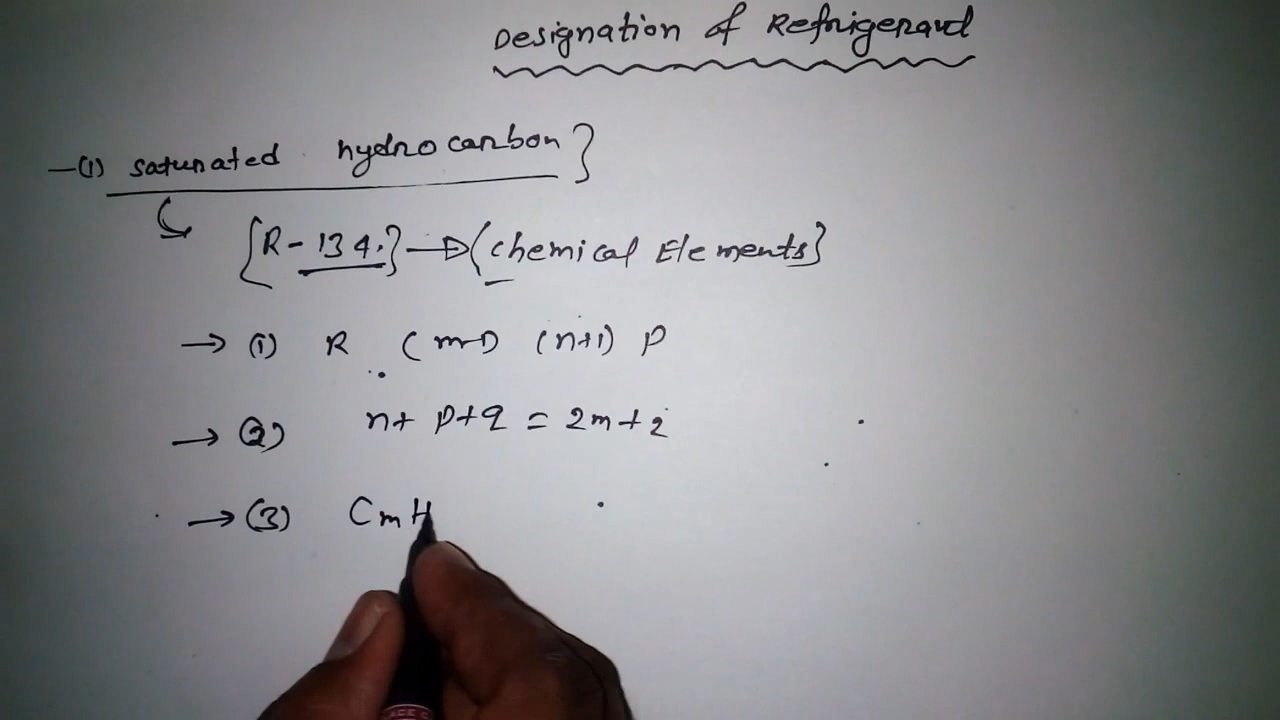 Designation of Refrigerant
—(1) saturated hydrocarbon}
[R-134.}→(chemical Elements}
→ (1) R (m-1) (n+1) P
→ (2) n+ p+q = 2m+2
→ (3) CmH